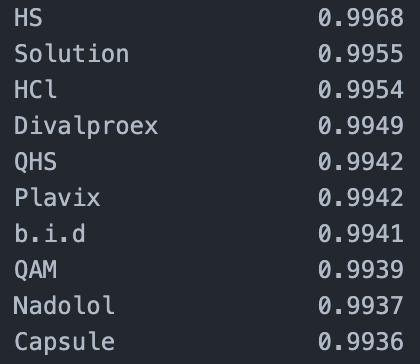 HS 0.9968
Solution 0.9955
HCl 0.9954
Divalproex 0.9949
QHS 0.9942
Plavix 0.9942
b.i.d 0.9941
QAM 0.9939
Nadolol 0.9937
Capsule 0.9936